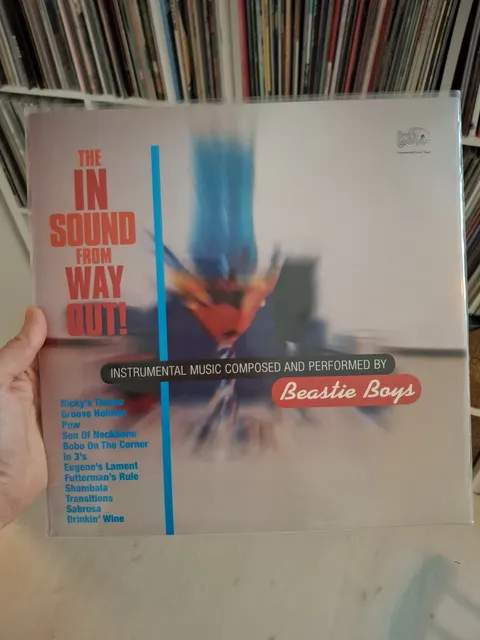 THE
IN
SOUND
FROM
WAY
OUT!
INSTRUMENTAL MUSIC COMPOSED AND PERFORMED BY
Beastie Boys
Ricky's Theme
Groove Holmes
Pow
Son Of Neckbone
Bobo On The Corner
In 3's
Eugene's Lament
Futterman's Rule
Shambala
Transitions
Sabrosa
Drinkin' Wine